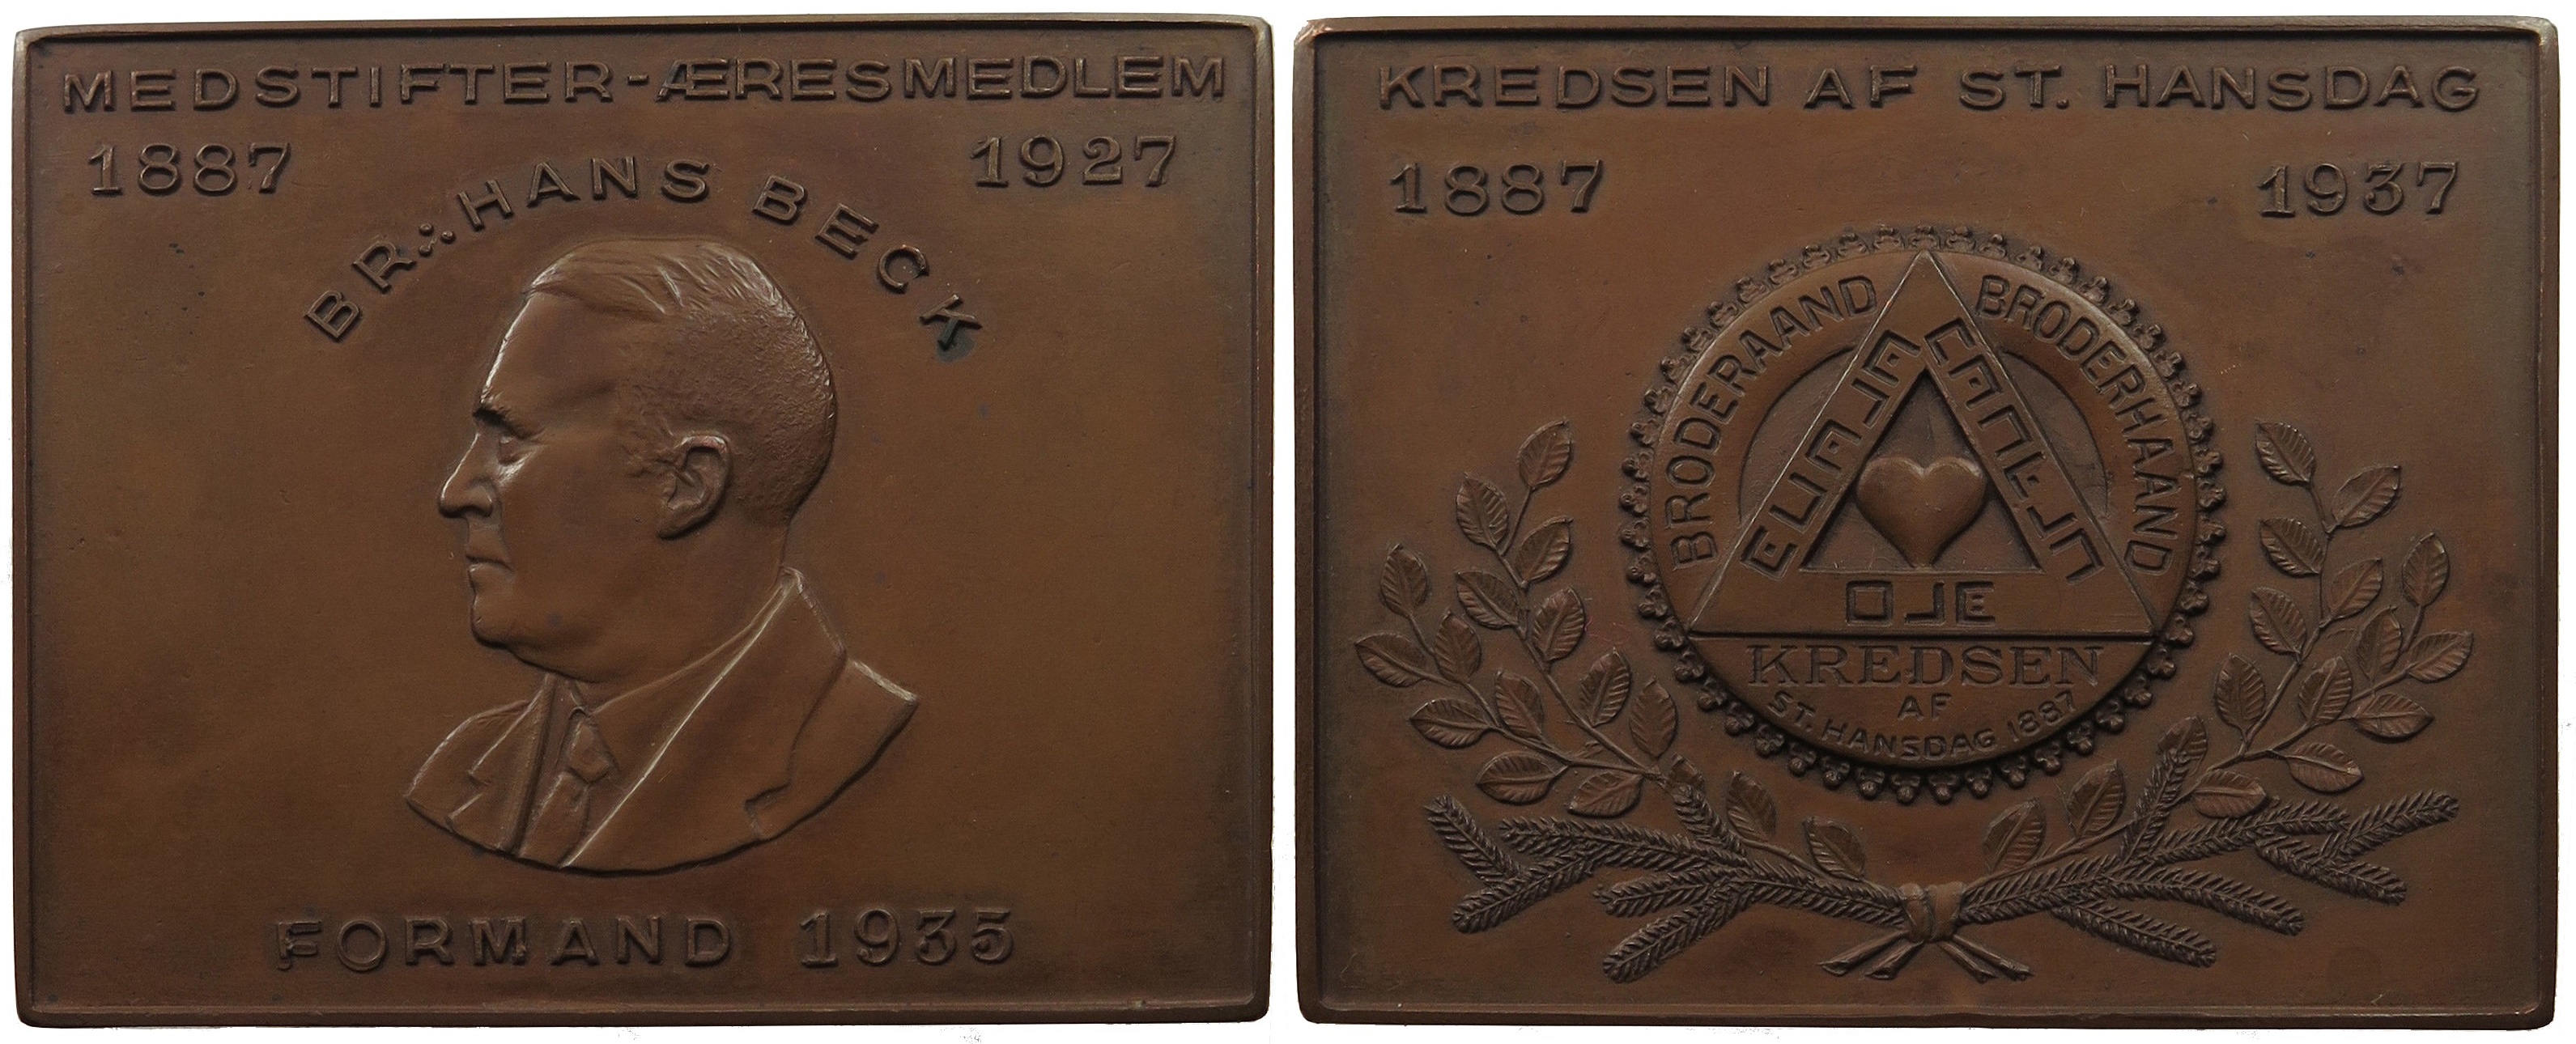 MEDSTIFTER-ÆRESMEDLEM
1887 1927
BR∴ HANS BECK
FORMAND 1935
KREDSEN AF ST. HANSDAG
1887 1937
BRODERAAND BRODERHAAND
KREDSEN
AF
ST. HANSDAG 1887